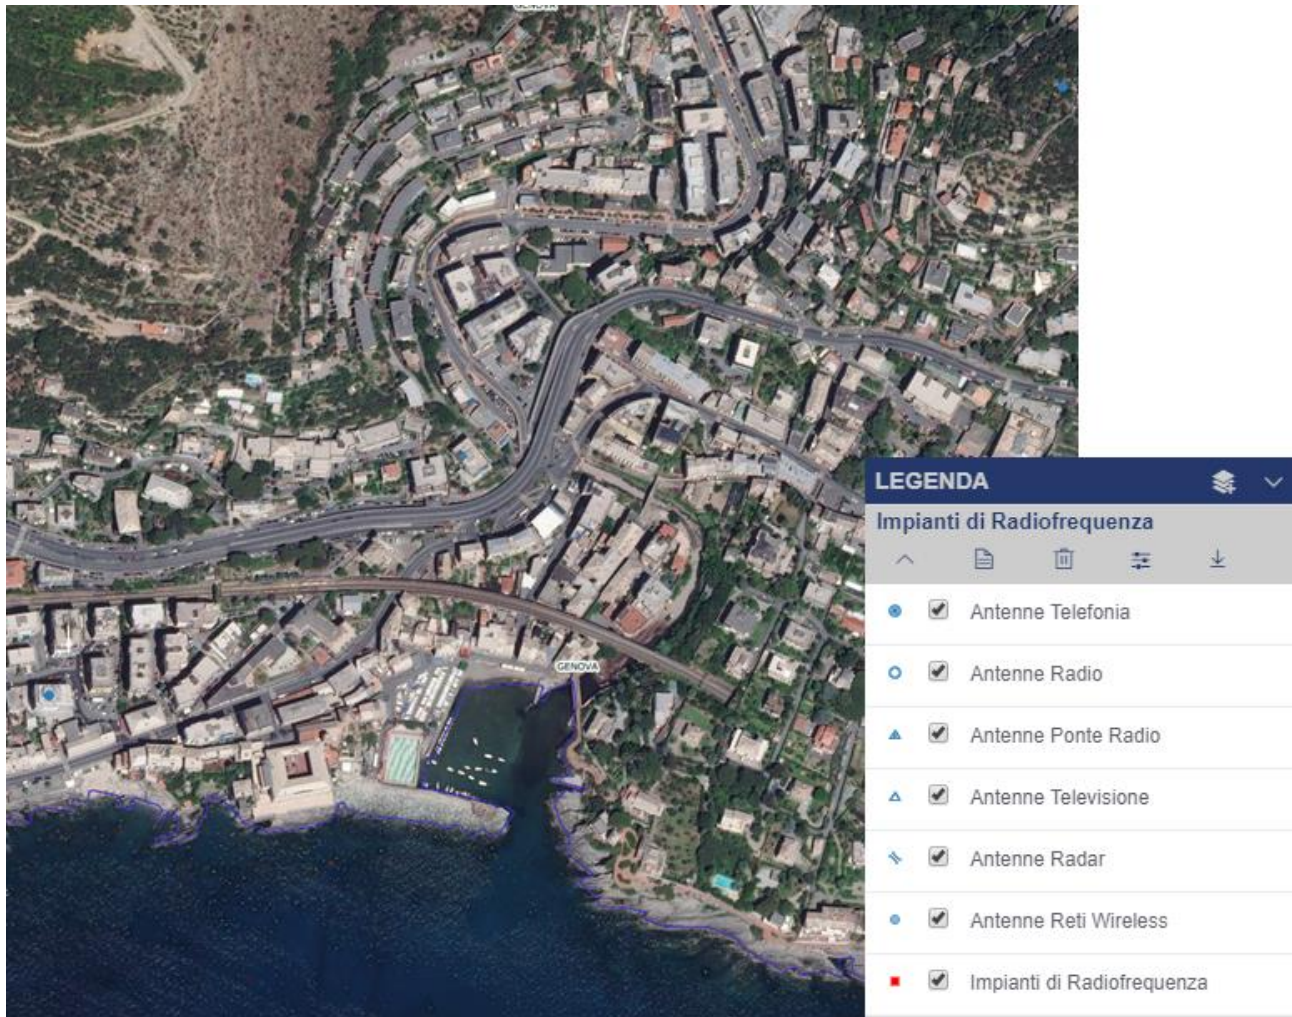 GENOVA
GENOVA
LEGENDA
Impianti di Radiofrequenza
Antenne Telefonia
Antenne Radio
Antenne Ponte Radio
Antenne Televisione
Antenne Radar
Antenne Reti Wireless
Impianti di Radiofrequenza